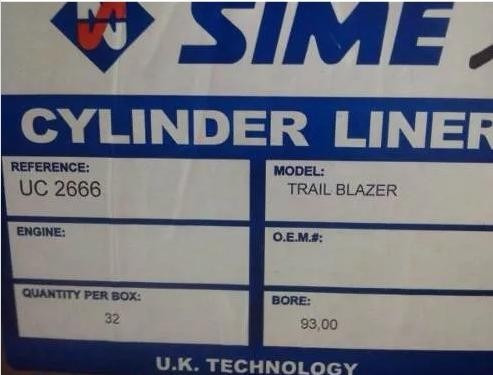 SIME
CYLINDER LINER
REFERENCE:
UC 2666
MODEL:
TRAIL BLAZER
ENGINE:
O.E.M.#:
QUANTITY PER BOX:
32
BORE:
93,00
U.K. TECHNOLOGY